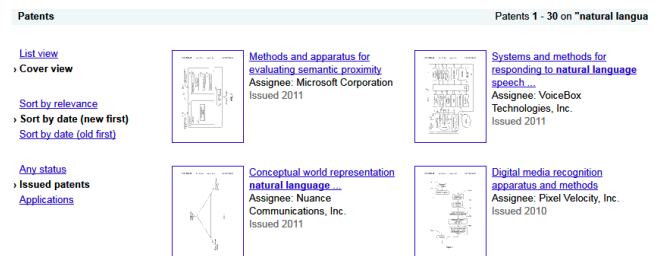 Patents
Patents 1 - 30 on "natural langua
List view
› Cover view
Sort by relevance
› Sort by date (new first)
Sort by date (old first)
Any status
› Issued patents
Applications
Methods and apparatus for
evaluating semantic proximity
Assignee: Microsoft Corporation
Issued 2011
Systems and methods for
responding to natural language
speech ...
Assignee: VoiceBox
Technologies, Inc.
Issued 2011
Conceptual world representation
natural language ...
Assignee: Nuance
Communications, Inc.
Issued 2011
Digital media recognition
apparatus and methods
Assignee: Pixel Velocity, Inc.
Issued 2010